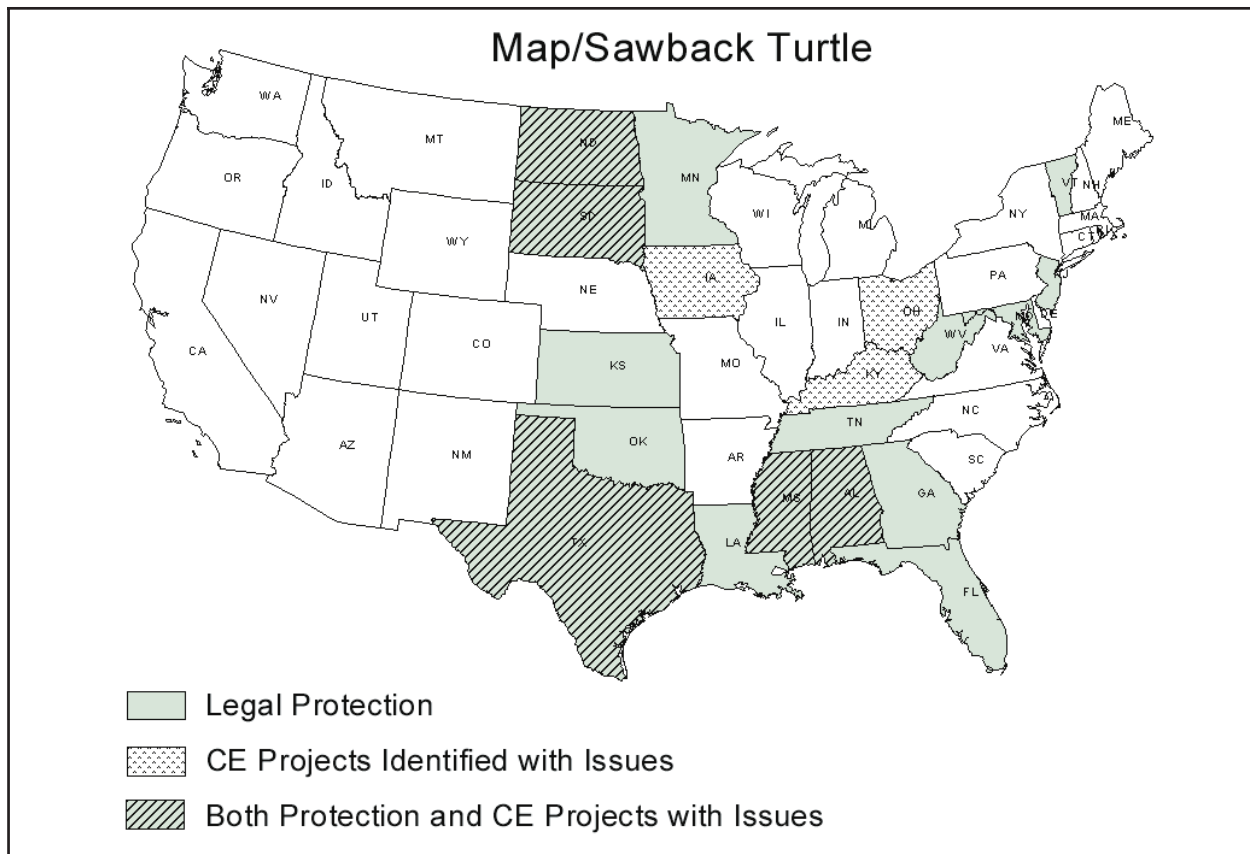 Map/Sawback Turtle
WA
MT
ND
MN
ME
OR
ID
SD
WI
MI
NY
VT
NH
MA
CT
RI
WY
IA
PA
NV
UT
NE
IL
IN
OH
MD
DE
CA
CO
KS
MO
KY
WV
VA
AZ
NM
OK
AR
TN
NC
SC
TX
LA
MS
AL
GA
FL
Legal Protection
CE Projects Identified with Issues
Both Protection and CE Projects with Issues